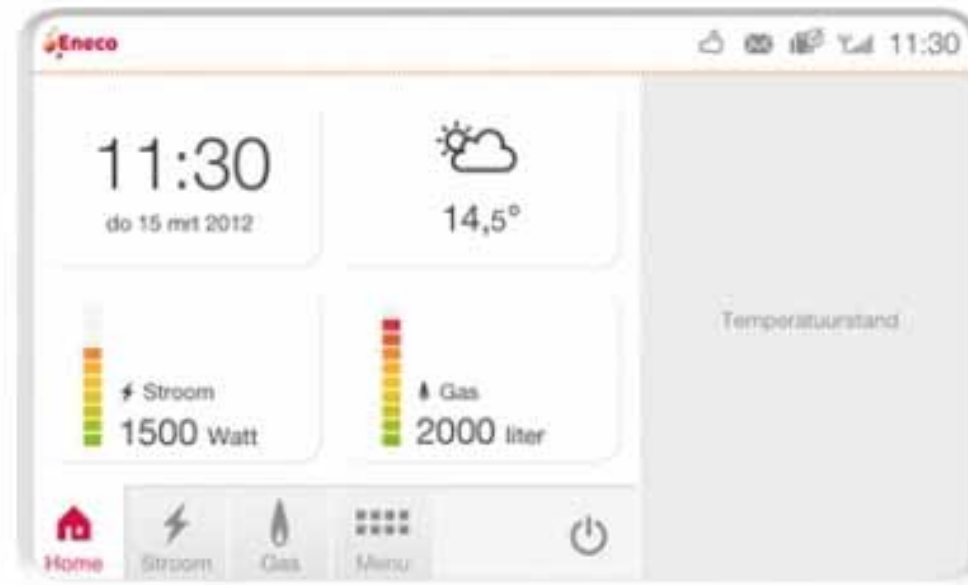 Eneco
11:30
11:30
do 15 mrt 2012
14,5°
Temperatuurstand
Stroom
1500 Watt
Gas
2000 liter
Home
Stroom
Gas
Menu